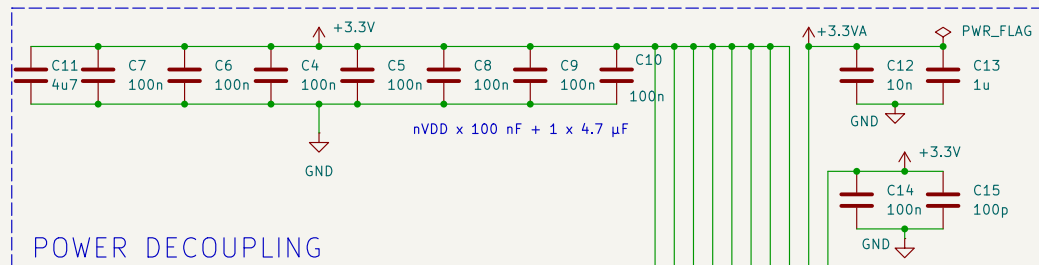 +3.3V
C11
4u7
C7
100n
C6
100n
C4
100n
C5
100n
C8
100n
C9
100n
C10
100n
nVDD x 100 nF + 1 x 4.7 µF
GND
+3.3VA
PWR_FLAG
C12
10n
C13
1u
GND
+3.3V
C14
100n
C15
100p
GND
POWER DECOUPLING